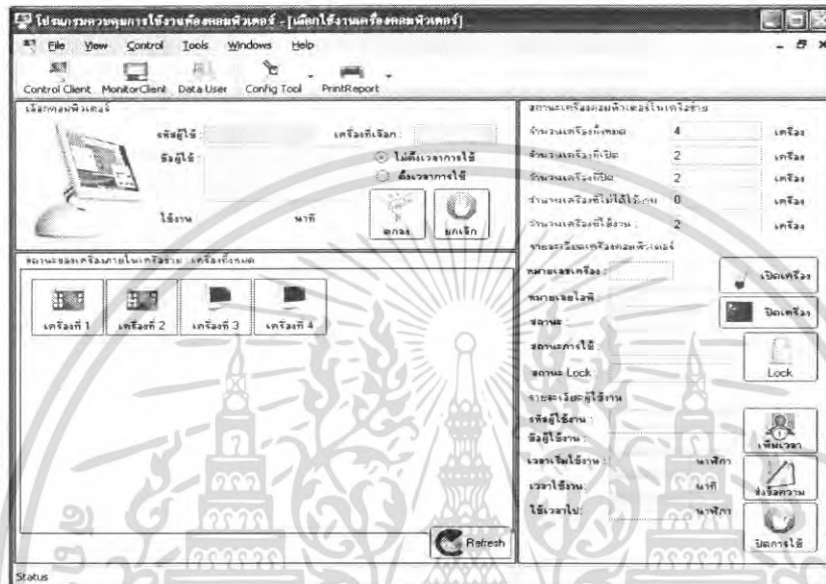 โปรแกรมควบคุมการใช้งานห้องคอมพิวเตอร์ - [เลือกใช้งานเครื่องคอมพิวเตอร์]
File View Control Tools Windows Help
Control Client MonitorClient Data User Config Tool PrintReport
เลือกคอมพิวเตอร์
รหัสผู้ใช้ : เครื่องที่เลือก :
ชื่อผู้ใช้ :
ไม่ตั้งเวลาการใช้
ตั้งเวลาการใช้
ใช้งาน นาที
ตกลง ยกเลิก
สถานะของเครื่องภายในเครือข่าย : เครื่องทั้งหมด
เครื่องที่ 1 เครื่องที่ 2 เครื่องที่ 3 เครื่องที่ 4
Refresh
สถานะเครื่องคอมพิวเตอร์ในเครือข่าย
จำนวนเครื่องทั้งหมด 4 เครื่อง
จำนวนเครื่องที่เปิด 2 เครื่อง
จำนวนเครื่องที่ปิด 2 เครื่อง
จำนวนเครื่องที่ไม่ได้ใช้งาน 0 เครื่อง
จำนวนเครื่องที่ใช้งาน : 2 เครื่อง
รายละเอียดเครื่องคอมพิวเตอร์
หมายเลขเครื่อง :
หมายเลขไอพี :
สถานะ :
สถานะการใช้ :
สถานะ Lock :
เปิดเครื่อง
ปิดเครื่อง
Lock
รายละเอียดผู้ใช้งาน
รหัสผู้ใช้งาน :
ชื่อผู้ใช้งาน :
เวลาเริ่มใช้งาน : นาฬิกา
เวลาใช้งาน: นาที
ใช้เวลาไป: นาฬิกา
เพิ่มเวลา
ส่งข้อความ
ปิดการใช้
Status